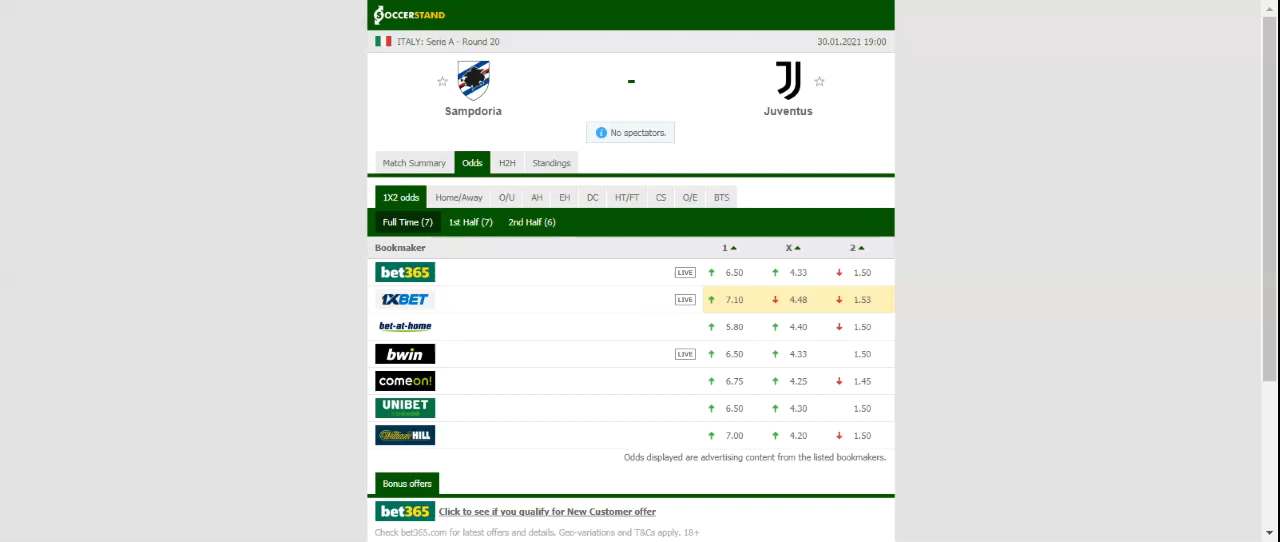 SOCCERSTAND
ITALY: Serie A - Round 20 30.01.2021 19:00
-
Sampdoria Juventus
i No spectators.
Match Summary Odds H2H Standings
1X2 odds Home/Away O/U AH EH DC HT/FT CS O/E BTS
Full Time (7) 1st Half (7) 2nd Half (6)
Bookmaker 1 X 2
bet365 LIVE 6.50 4.33 1.50
1XBET LIVE 7.10 4.48 1.53
bet-at-home 5.80 4.40 1.50
bwin LIVE 6.50 4.33 1.50
comeon! 6.75 4.25 1.45
UNIBET 6.50 4.30 1.50
William HILL 7.00 4.20 1.50
Odds displayed are advertising content from the listed bookmakers.
Bonus offers
bet365 Click to see if you qualify for New Customer offer
Check bet365.com for latest offers and details. Geo-variations and T&Cs apply. 18+